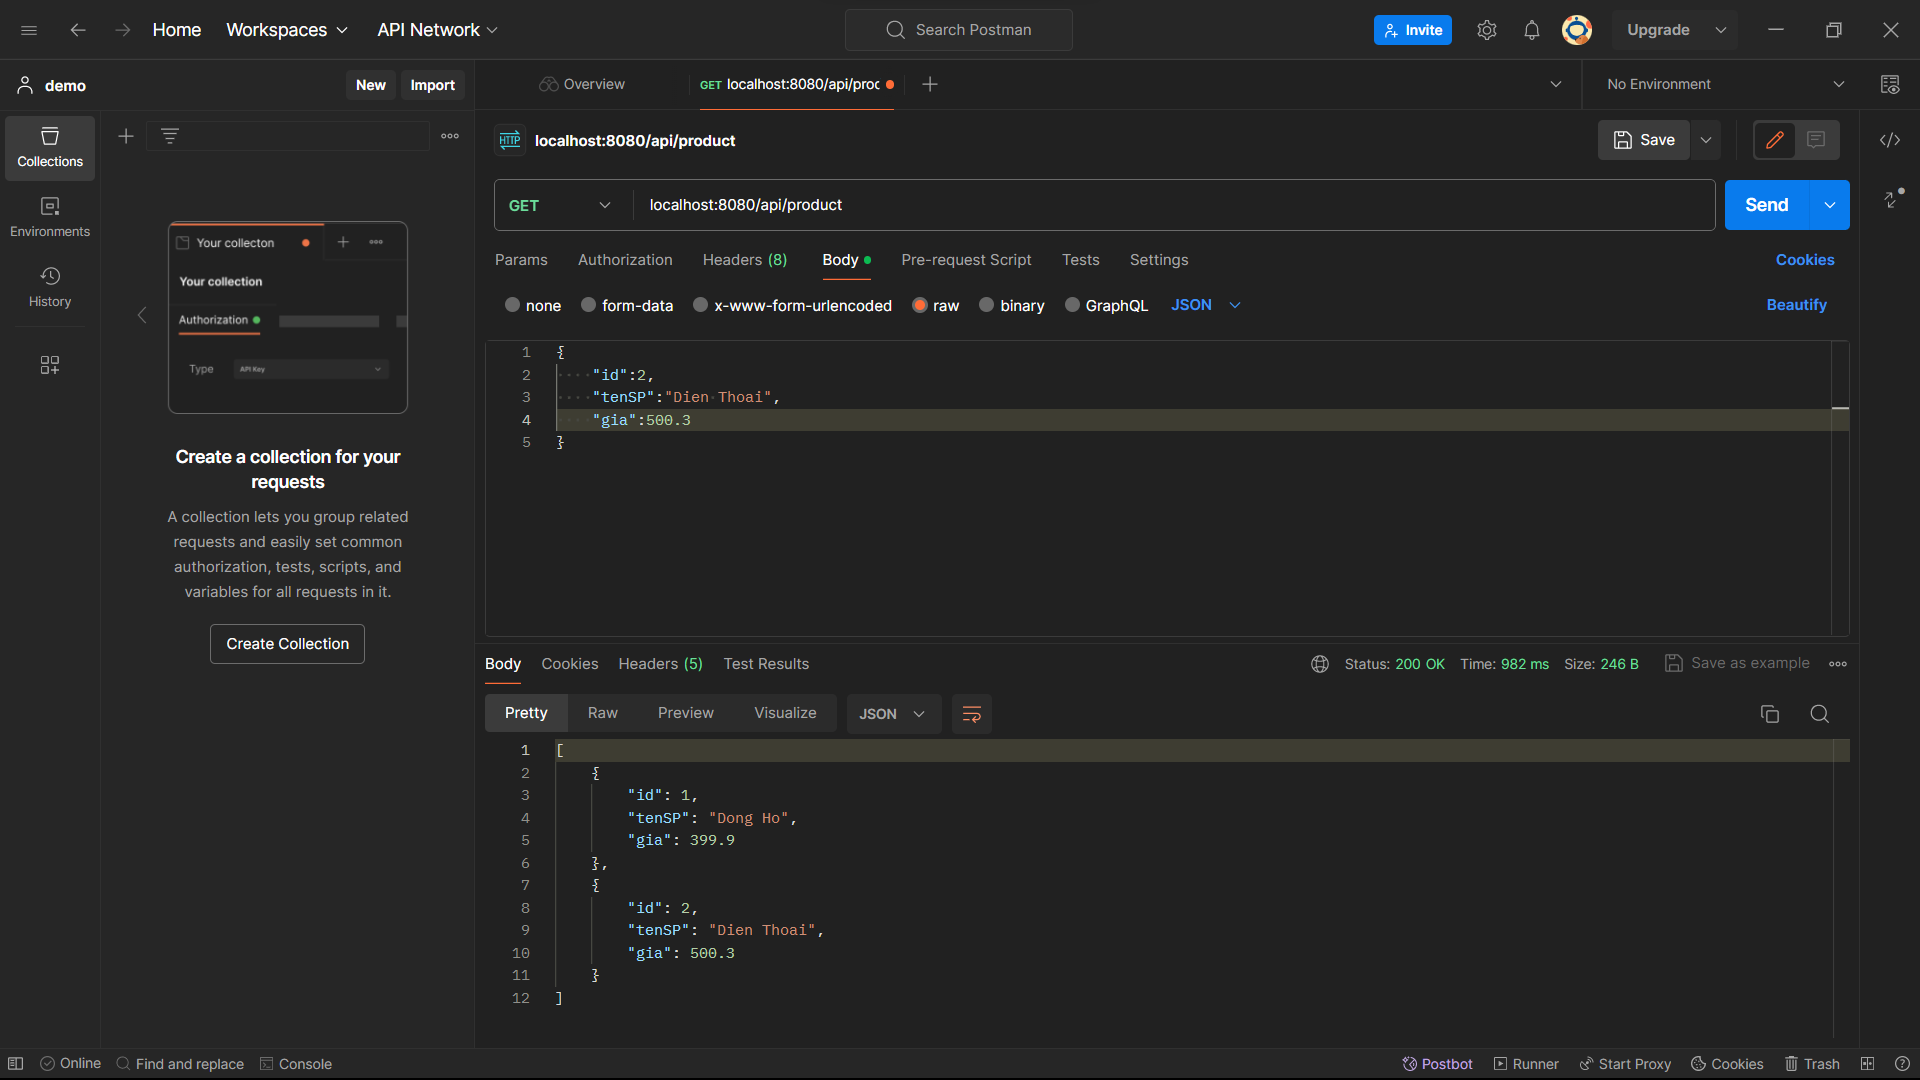 Home Workspaces API Network Search Postman Invite Upgrade
demo New Import Overview GET localhost:8080/api/proc No Environment
Collections
Environments
History
Your collecton
Your collection
Authorization
Type API Key
Create a collection for your
requests
A collection lets you group related
requests and easily set common
authorization, tests, scripts, and
variables for all requests in it.
Create Collection
HTTP localhost:8080/api/product Save
GET localhost:8080/api/product Send
Params Authorization Headers (8) Body Pre-request Script Tests Settings Cookies
none form-data x-www-form-urlencoded raw binary GraphQL JSON Beautify
1 {
2 ····"id":2,
3 ····"tenSP":"Dien·Thoai",
4 ····"gia":500.3
5 }
Body Cookies Headers (5) Test Results Status: 200 OK Time: 982 ms Size: 246 B Save as example
Pretty Raw Preview Visualize JSON
1 [
2 {
3 "id": 1,
4 "tenSP": "Dong Ho",
5 "gia": 399.9
6 },
7 {
8 "id": 2,
9 "tenSP": "Dien Thoai",
10 "gia": 500.3
11 }
12 ]
Online Find and replace Console Postbot Runner Start Proxy Cookies Trash